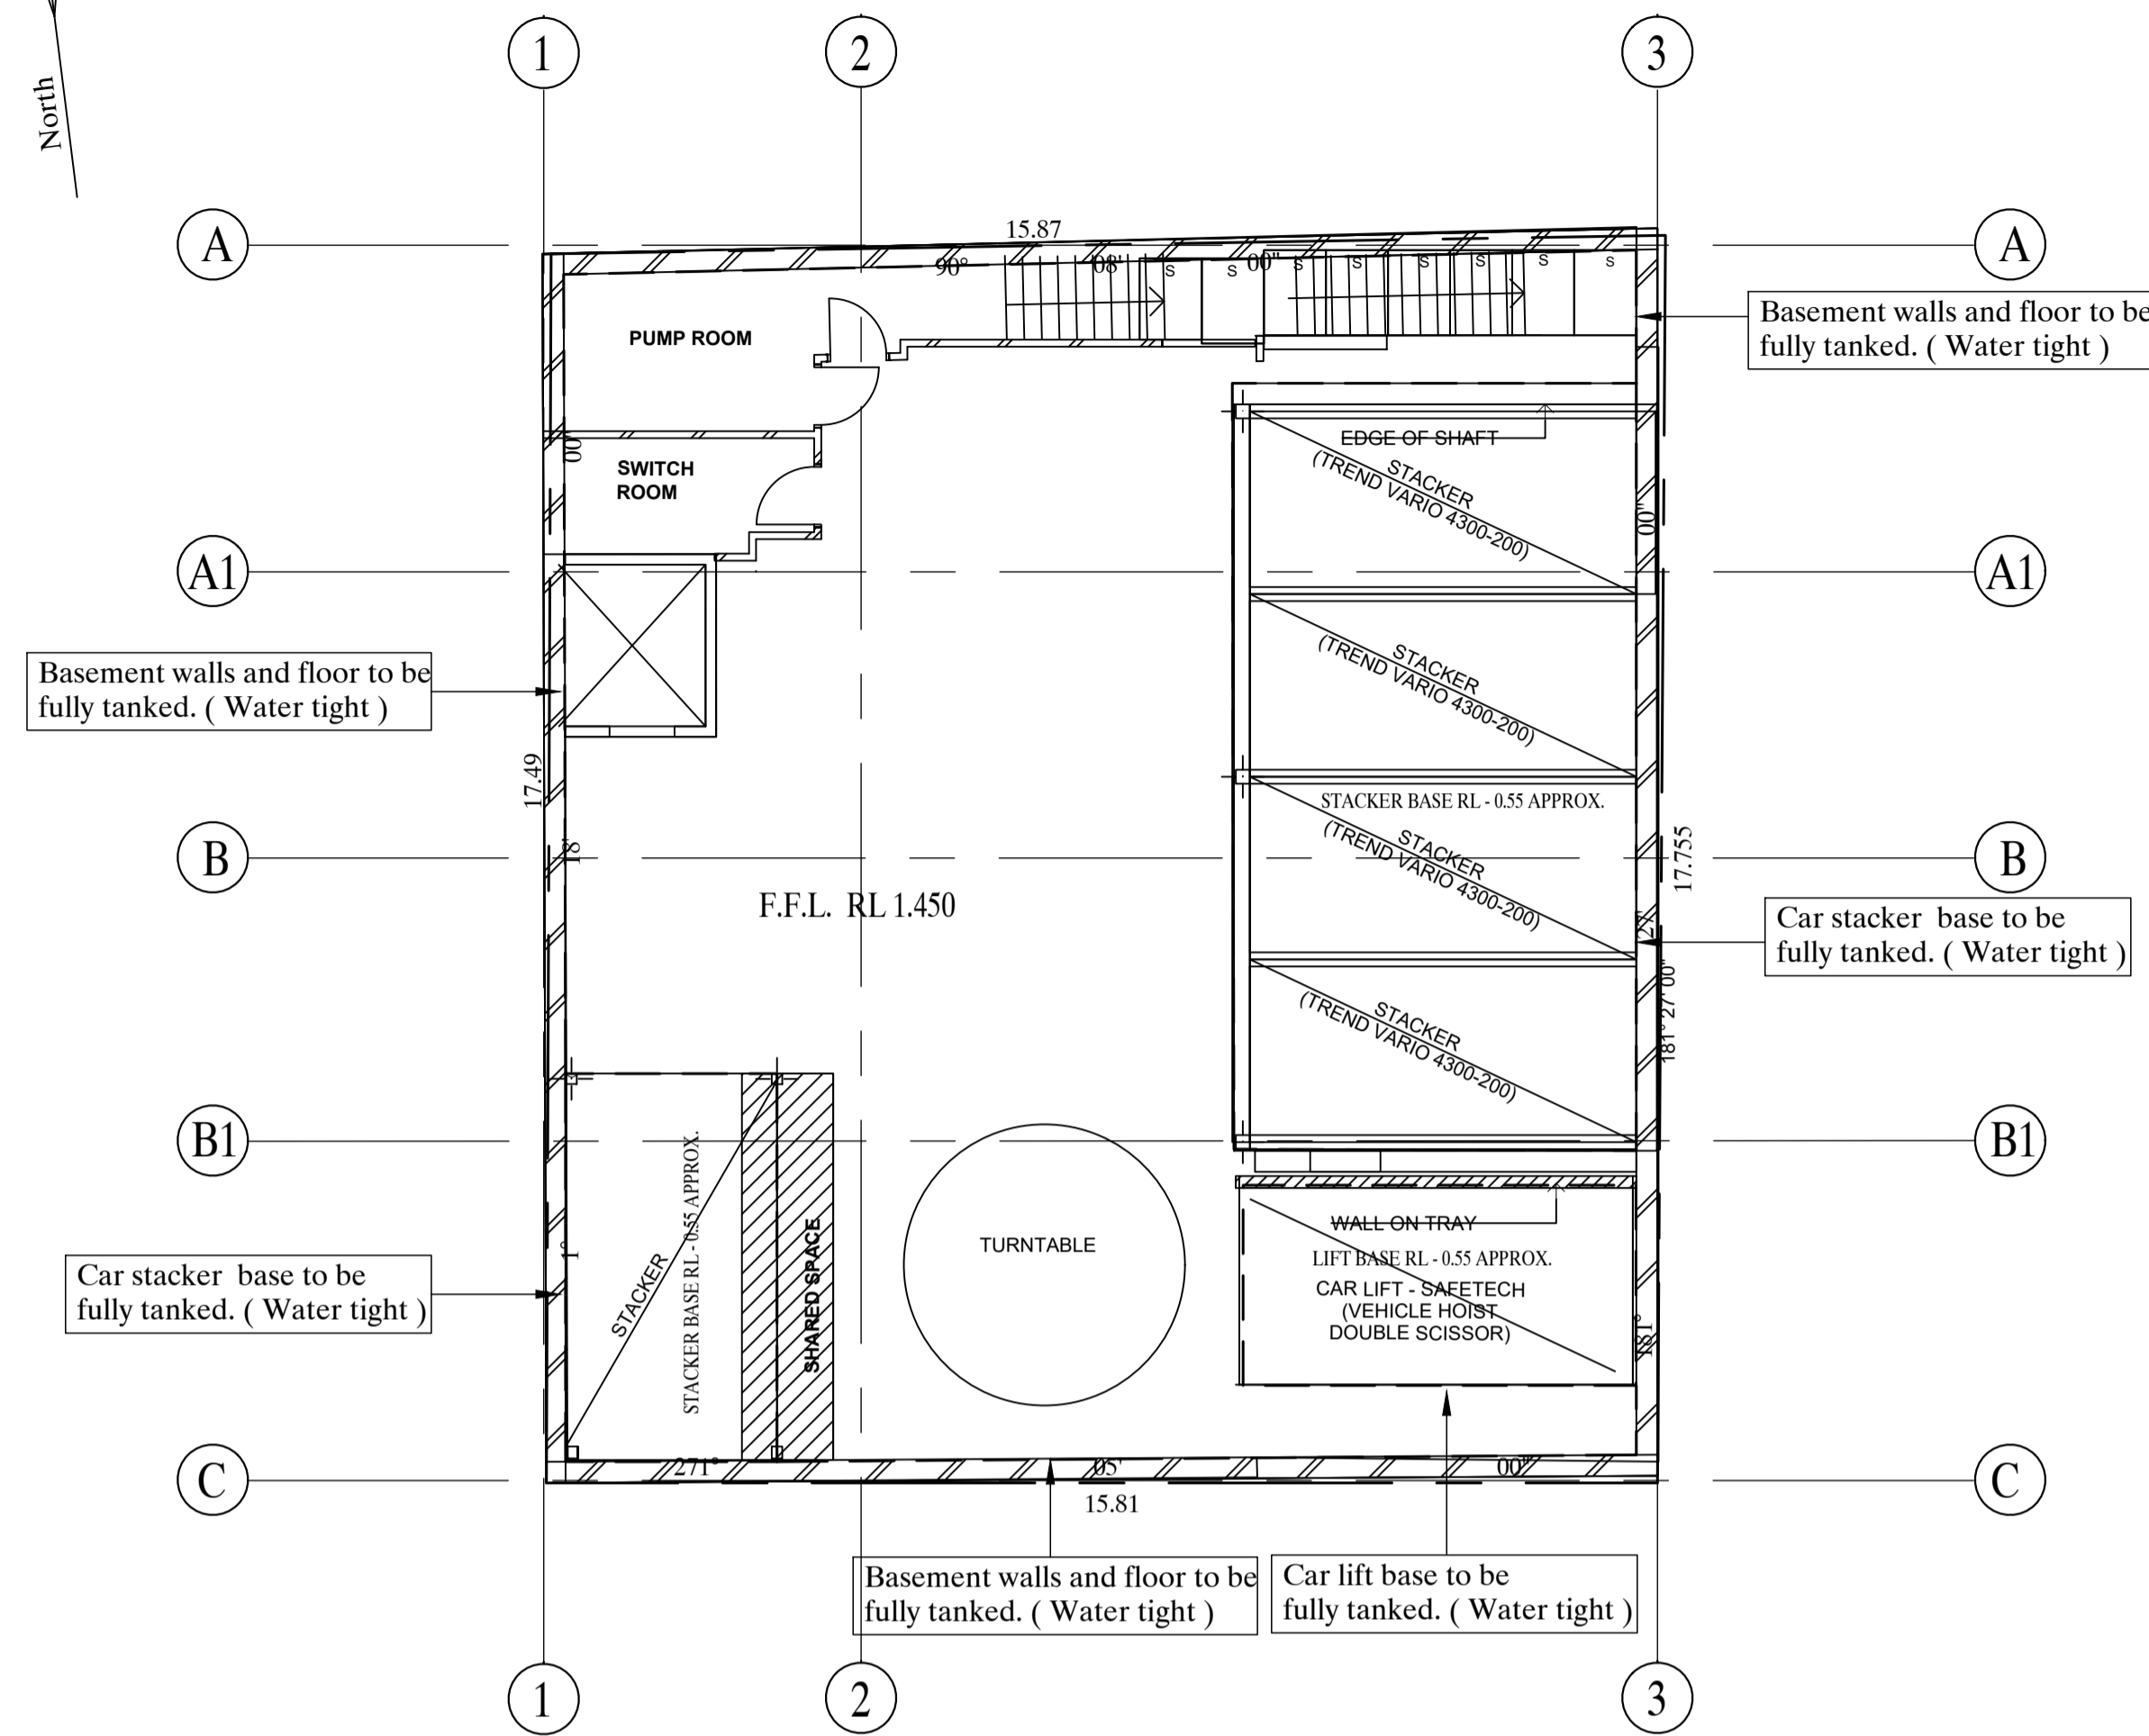 North
1
2
3
A
15.87
A
90°
08'
00"
S
S
S
S
S
S
S
S
Basement walls and floor to be
fully tanked. ( Water tight )
PUMP ROOM
00"
SWITCH
ROOM
EDGE OF SHAFT
STACKER
(TREND VARIO 4300-200)
00"
A1
A1
Basement walls and floor to be
fully tanked. ( Water tight )
STACKER
(TREND VARIO 4300-200)
17.49
STACKER BASE RL - 0.55 APPROX.
STACKER
(TREND VARIO 4300-200)
17.755
B
18'
B
F.F.L. RL 1.450
27'
Car stacker base to be
fully tanked. ( Water tight )
STACKER
(TREND VARIO 4300-200)
181° 27' 00"
B1
B1
STACKER
STACKER BASE RL - 0.55 APPROX.
SHARED SPACE
TURNTABLE
WALL ON TRAY
LIFT BASE RL - 0.55 APPROX.
CAR LIFT - SAFETECH
(VEHICLE HOIST
DOUBLE SCISSOR)
1°
181°
Car stacker base to be
fully tanked. ( Water tight )
C
271°
05'
00"
C
15.81
Basement walls and floor to be
fully tanked. ( Water tight )
Car lift base to be
fully tanked. ( Water tight )
1
2
3